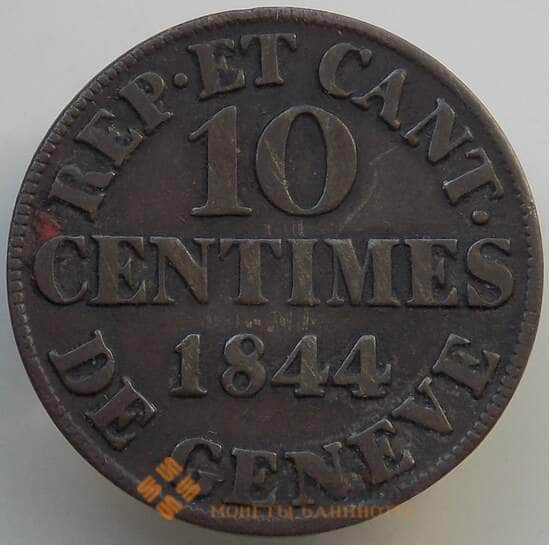 REP. ET CANT.
10
CENTIMES
1844
DE GENEVE
МОНЕТЫ БАНКНОТЫ